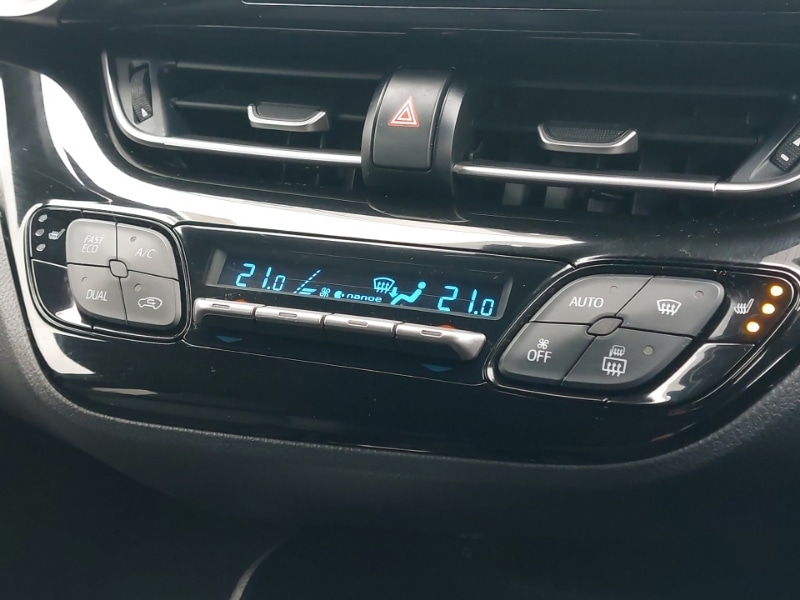 FAST ECO
A/C
DUAL
21.0
nanoe
21.0
AUTO
OFF